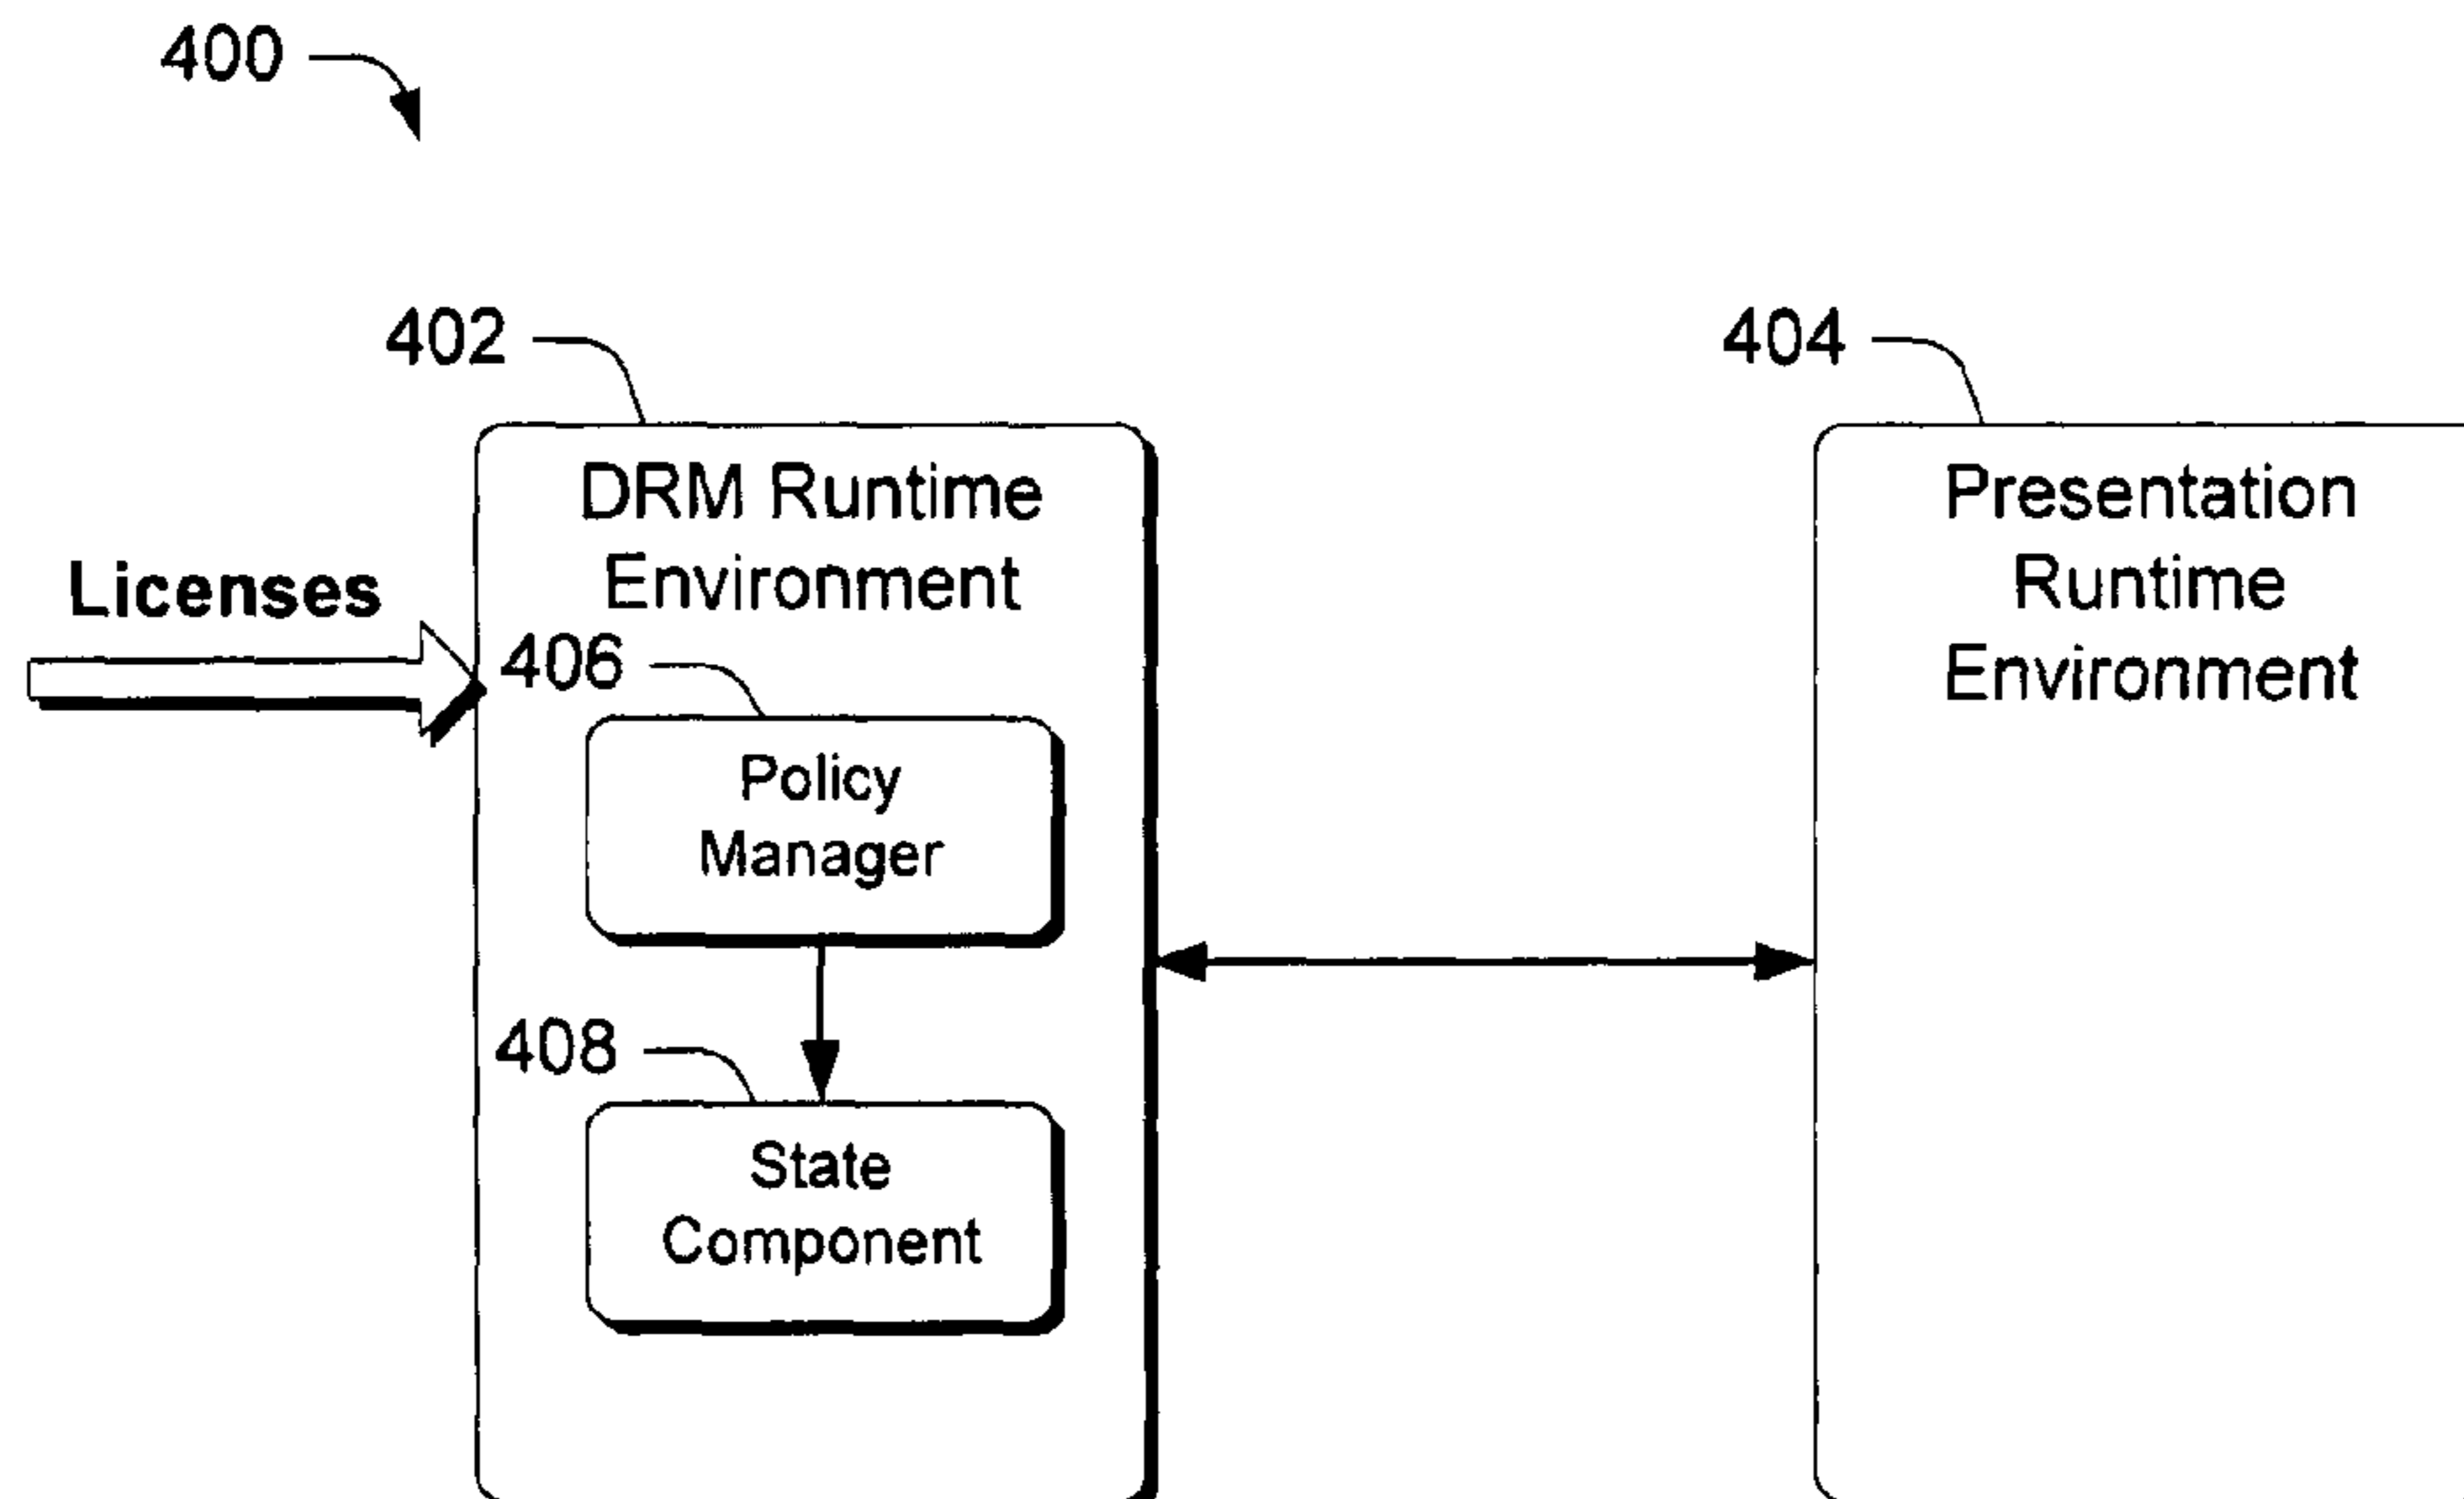 400
402
404
DRM Runtime
Environment
Presentation
Runtime
Environment
Licenses
406
Policy
Manager
408
State
Component